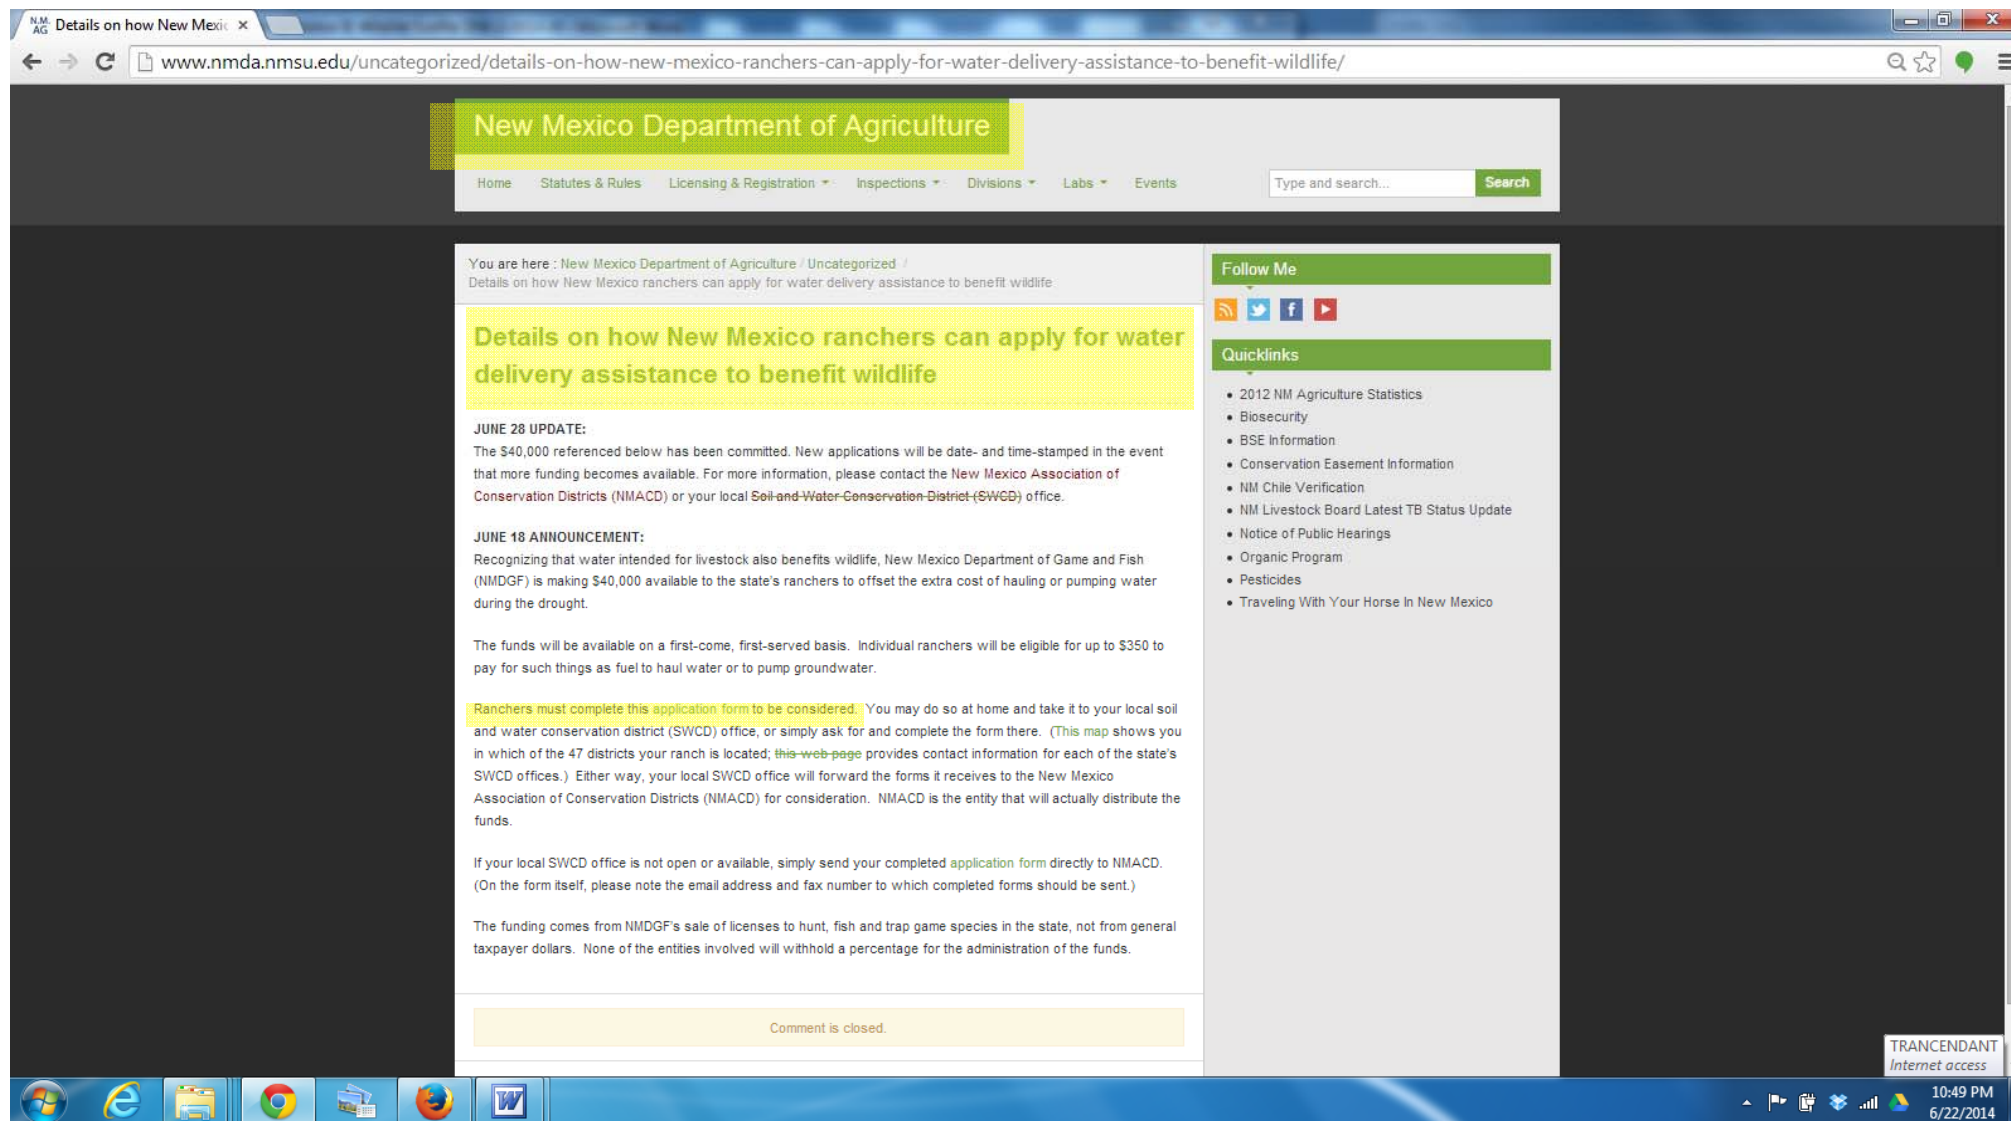 N.M. AG Details on how New Mexic ×
www.nmda.nmsu.edu/uncategorized/details-on-how-new-mexico-ranchers-can-apply-for-water-delivery-assistance-to-benefit-wildlife/
New Mexico Department of Agriculture
Home Statutes & Rules Licensing & Registration Inspections Divisions Labs Events Type and search... Search
You are here : New Mexico Department of Agriculture / Uncategorized /
Details on how New Mexico ranchers can apply for water delivery assistance to benefit wildlife
Details on how New Mexico ranchers can apply for water
delivery assistance to benefit wildlife
JUNE 28 UPDATE:
The $40,000 referenced below has been committed. New applications will be date- and time-stamped in the event
that more funding becomes available. For more information, please contact the New Mexico Association of
Conservation Districts (NMACD) or your local Soil and Water Conservation District (SWCD) office.
JUNE 18 ANNOUNCEMENT:
Recognizing that water intended for livestock also benefits wildlife, New Mexico Department of Game and Fish
(NMDGF) is making $40,000 available to the state's ranchers to offset the extra cost of hauling or pumping water
during the drought.
The funds will be available on a first-come, first-served basis. Individual ranchers will be eligible for up to $350 to
pay for such things as fuel to haul water or to pump groundwater.
Ranchers must complete this application form to be considered. You may do so at home and take it to your local soil
and water conservation district (SWCD) office, or simply ask for and complete the form there. (This map shows you
in which of the 47 districts your ranch is located; this web page provides contact information for each of the state's
SWCD offices.) Either way, your local SWCD office will forward the forms it receives to the New Mexico
Association of Conservation Districts (NMACD) for consideration. NMACD is the entity that will actually distribute the
funds.
If your local SWCD office is not open or available, simply send your completed application form directly to NMACD.
(On the form itself, please note the email address and fax number to which completed forms should be sent.)
The funding comes from NMDGF's sale of licenses to hunt, fish and trap game species in the state, not from general
taxpayer dollars. None of the entities involved will withhold a percentage for the administration of the funds.
Comment is closed.
Follow Me
Quicklinks
• 2012 NM Agriculture Statistics
• Biosecurity
• BSE Information
• Conservation Easement Information
• NM Chile Verification
• NM Livestock Board Latest TB Status Update
• Notice of Public Hearings
• Organic Program
• Pesticides
• Traveling With Your Horse In New Mexico
TRANCENDANT
Internet access
10:49 PM
6/22/2014